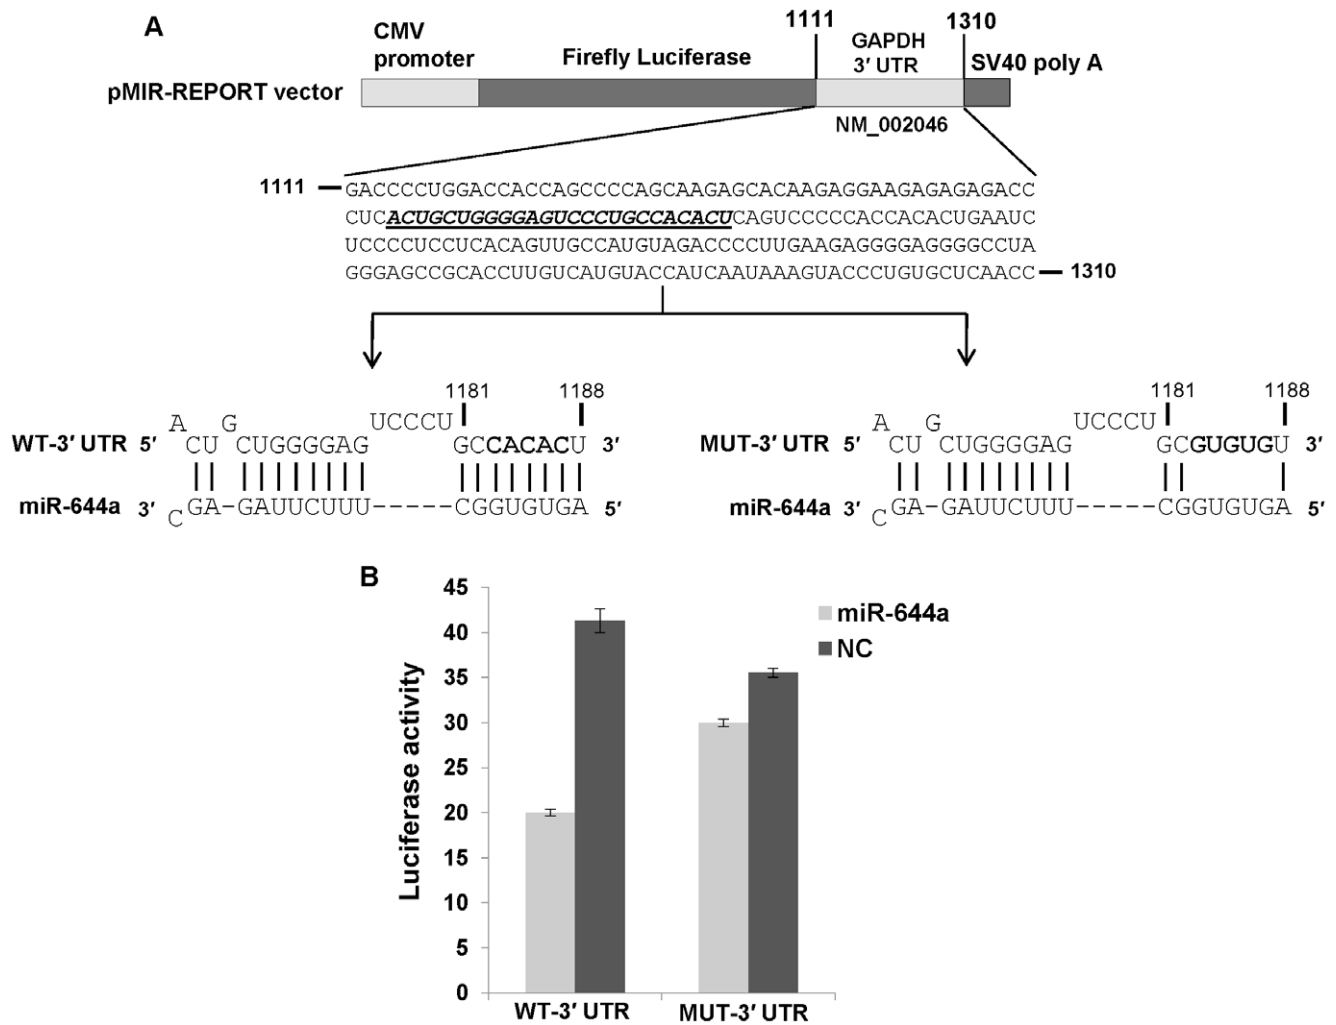 A
CMV promoter
Firefly Luciferase
1111
GAPDH 3′ UTR
1310
SV40 poly A
pMIR-REPORT vector
NM_002046
1111
GACCCCUGGACCACCAGCCCCAGCAAGAGCACAAGAGGAAGAGAGAGACC
CUCACUGCUGGGGAGUCCCUGCCACACUCAGUCCCCCACCACACUGAAUC
UCCCCUCCUCACAGUUGCCAUGUAGACCCCUUGAAGAGGGGAGGGGCCUA
GGGAGCCGCACCUUGUCAUGUACCAUCAAUAAAGUACCCUGUGCUCAACC
1310
1181 1188
A G UCCCU
WT-3′ UTR 5′ CU CUGGGGAG GCCACACU 3′
miR-644a 3′ CGA-GAUUCUUU-----CGGUGUGA 5′
1181 1188
A G UCCCU
MUT-3′ UTR 5′ CU CUGGGGAG GCGUGUGU 3′
miR-644a 3′ CGA-GAUUCUUU-----CGGUGUGA 5′
B
Luciferase activity
45
40
35
30
25
20
15
10
5
0
miR-644a
NC
WT-3′ UTR
MUT-3′ UTR